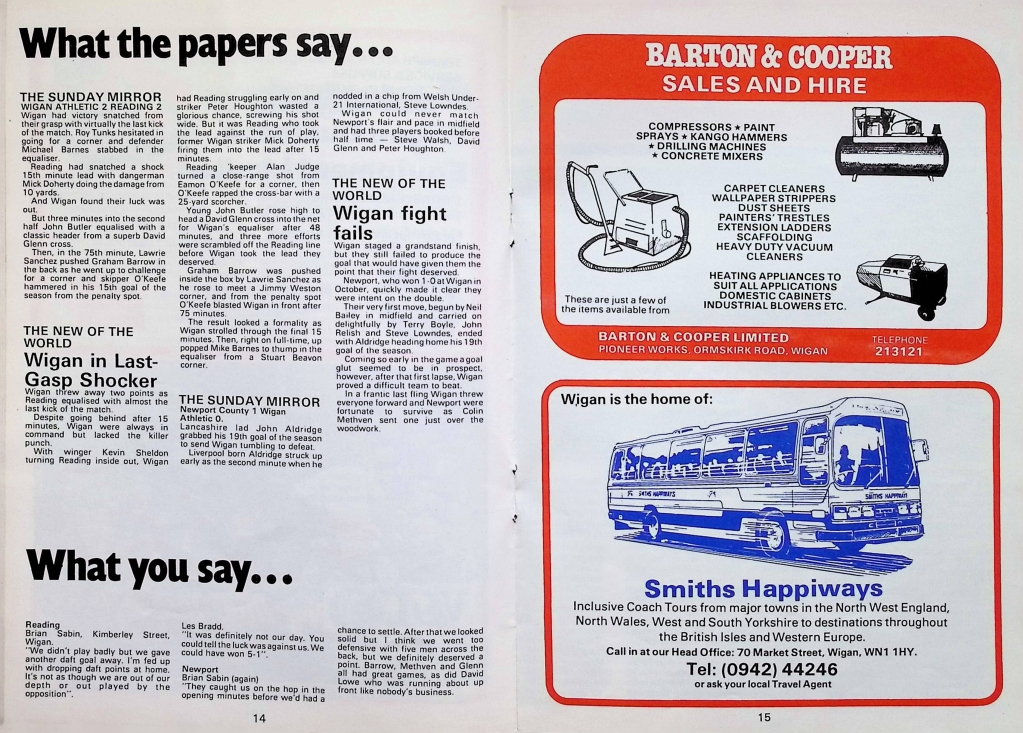 What the papers say...
THE SUNDAY MIRROR
WIGAN ATHLETIC 2 READING 2
Wigan had victory snatched from
their grasp with virtually the last kick
of the match. Roy Tunks hesitated in
going for a corner and defender
Michael Barnes stabbed in the
equaliser.
Reading had snatched a shock
15th minute lead with dangerman
Mick Doherty doing the damage from
10 yards.
And Wigan found their luck was
out.
But three minutes into the second
half John Butler equalised with a
classic header from a superb David
Glenn cross.
Then, in the 75th minute, Lawrie
Sanchez pushed Graham Barrow in
the back as he went up to challenge
for a corner and skipper O'Keefe
hammered in his 15th goal of the
season from the penalty spot.
THE NEW OF THE
WORLD
Wigan in Last-
Gasp Shocker
Wigan threw away two points as
Reading equalised with almost the
last kick of the match.
Despite going behind after 15
minutes, Wigan were always in
command but lacked the killer
punch.
With winger Kevin Sheldon
turning Reading inside out, Wigan
had Reading struggling early on and
striker Peter Houghton wasted a
glorious chance, screwing his shot
wide. But it was Reading who took
the lead against the run of play,
former Wigan striker Mick Doherty
firing them into the lead after 15
minutes.
Reading 'keeper Alan Judge
turned a close-range shot from
Eamon O'Keefe for a corner, then
O'Keefe rapped the cross-bar with a
25-yard scorcher.
Young John Butler rose high to
head a David Glenn cross into the net
for Wigan's equaliser after 48
minutes, and three more efforts
were scrambled off the Reading line
before Wigan took the lead they
deserved.
Graham Barrow was pushed
inside the box by Lawrie Sanchez as
he rose to meet a Jimmy Weston
corner, and from the penalty spot
O'Keefe blasted Wigan in front after
75 minutes.
The result looked a formality as
Wigan strolled through the final 15
minutes. Then, right on full-time, up
popped Mike Barnes to thump in the
equaliser from a Stuart Beavon
corner.
THE SUNDAY MIRROR
Newport County 1 Wigan
Athletic 0.
Lancashire lad John Aldridge
grabbed his 19th goal of the season
to send Wigan tumbling to defeat.
Liverpool born Aldridge struck up
early as the second minute when he
nodded in a chip from Welsh Under-
21 International, Steve Lowndes.
Wigan could never match
Newport's flair and pace in midfield
and had three players booked before
half time — Steve Walsh, David
Glenn and Peter Houghton.
THE NEW OF THE
WORLD
Wigan fight
fails
Wigan staged a grandstand finish,
but they still failed to produce the
goal that would have given them the
point that their fight deserved.
Newport, who won 1-0 at Wigan in
October, quickly made it clear they
were intent on the double.
Their very first move, begun by Neil
Bailey in midfield and carried on
delightfully by Terry Boyle, John
Relish and Steve Lowndes, ended
with Aldridge heading home his 19th
goal of the season.
Coming so early in the game a goal
glut seemed to be in prospect,
however, after that first lapse, Wigan
proved a difficult team to beat.
In a frantic last fling Wigan threw
everyone forward and Newport were
fortunate to survive as Colin
Methven sent one just over the
woodwork.
What you say...
Reading
Brian Sabin, Kimberley Street,
Wigan.
"We didn't play badly but we gave
another daft goal away. I'm fed up
with dropping daft points at home.
It's not as though we are out of our
depth or out played by the
opposition".
Les Bradd.
"It was definitely not our day. You
could tell the luck was against us. We
could have won 5-1".
Newport
Brian Sabin (again)
"They caught us on the hop in the
opening minutes before we'd had a
chance to settle. After that we looked
solid but I think we went too
defensive with five men across the
back, but we definitely deserved a
point. Barrow, Methven and Glenn
all had great games, as did David
Lowe who was running about up
front like nobody's business.
14
BARTON & COOPER
SALES AND HIRE
COMPRESSORS ★ PAINT
SPRAYS ★ KANGO HAMMERS
★ DRILLING MACHINES
★ CONCRETE MIXERS
CARPET CLEANERS
WALLPAPER STRIPPERS
DUST SHEETS
PAINTERS' TRESTLES
EXTENSION LADDERS
SCAFFOLDING
HEAVY DUTY VACUUM
CLEANERS
HEATING APPLIANCES TO
SUIT ALL APPLICATIONS
DOMESTIC CABINETS
INDUSTRIAL BLOWERS ETC.
These are just a few of
the items available from
BARTON & COOPER LIMITED
PIONEER WORKS, ORMSKIRK ROAD, WIGAN
TELEPHONE
213121
Wigan is the home of:
SMITHS HAPPIWAYS
SMITHS HAPPIWAYS
Smiths Happiways
Inclusive Coach Tours from major towns in the North West England,
North Wales, West and South Yorkshire to destinations throughout
the British Isles and Western Europe.
Call in at our Head Office: 70 Market Street, Wigan, WN1 1HY.
Tel: (0942) 44246
or ask your local Travel Agent
15